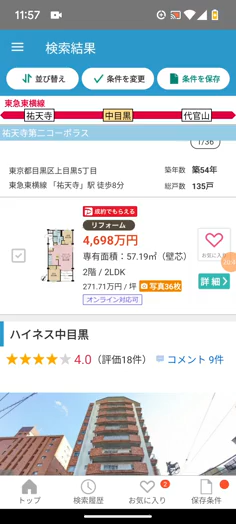 11:57
検索結果
並び替え
条件を変更
条件を保存
東急東横線
祐天寺
中目黒
代官山
祐天寺第二コーポラス
1/36
東京都目黒区上目黒5丁目
築年数 築54年
東急東横線「祐天寺」駅 徒歩8分
総戸数 135戸
成約でもらえる
リフォーム
4,698万円
専有面積：57.19㎡（壁芯）
お気に入り
2階 / 2LDK
詳細
271.71万円 / 坪 写真36枚
オンライン対応可
ハイネス中目黒
4.0（評価18件） コメント 9件
トップ
検索履歴
2
お気に入り
保存条件